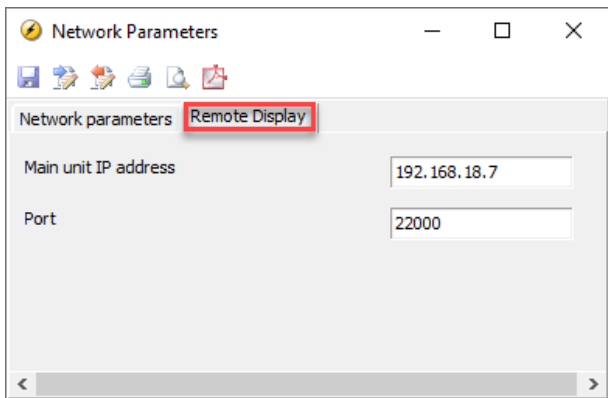 Network Parameters
Network parameters Remote Display
Main unit IP address 192.168.18.7
Port 22000